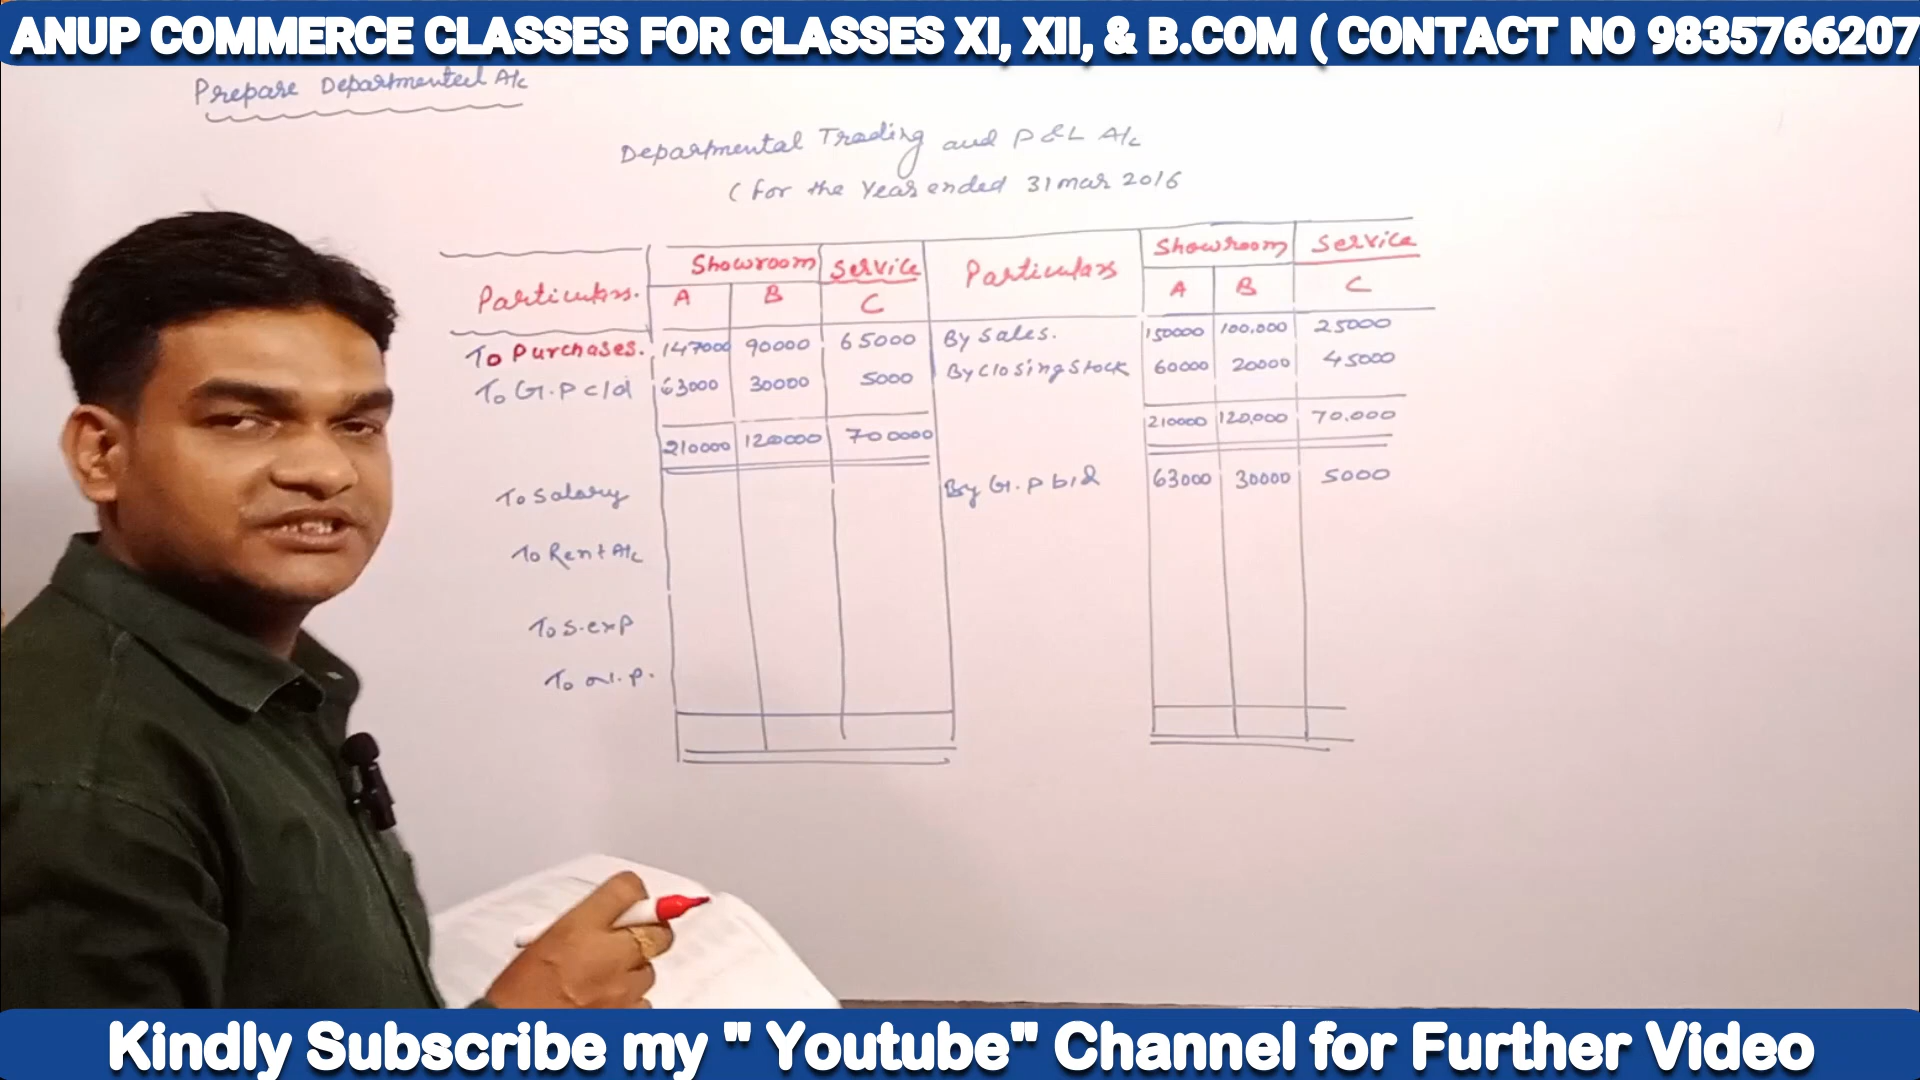 ANUP COMMERCE CLASSES FOR CLASSES XI, XII, & B.COM ( CONTACT NO 9835766207
Prepare Departmented A/c
Departmental Trading and P&L A/c
( For the Year ended 31 mar 2016
Particulars. Showroom Service Particulars Showroom Service
A B C A B C
To Purchases. 147000 90000 65000 By Sales. 150000 100,000 25000
To G.P c/d 63000 30000 5000 By Closing Stock 60000 20000 45000
210000 120000 700000 210000 120,000 70,000
To Salary By G.P b/d 63000 30000 5000
To Rent A/c
To S.exp
To N.P.
Kindly Subscribe my " Youtube" Channel for Further Video